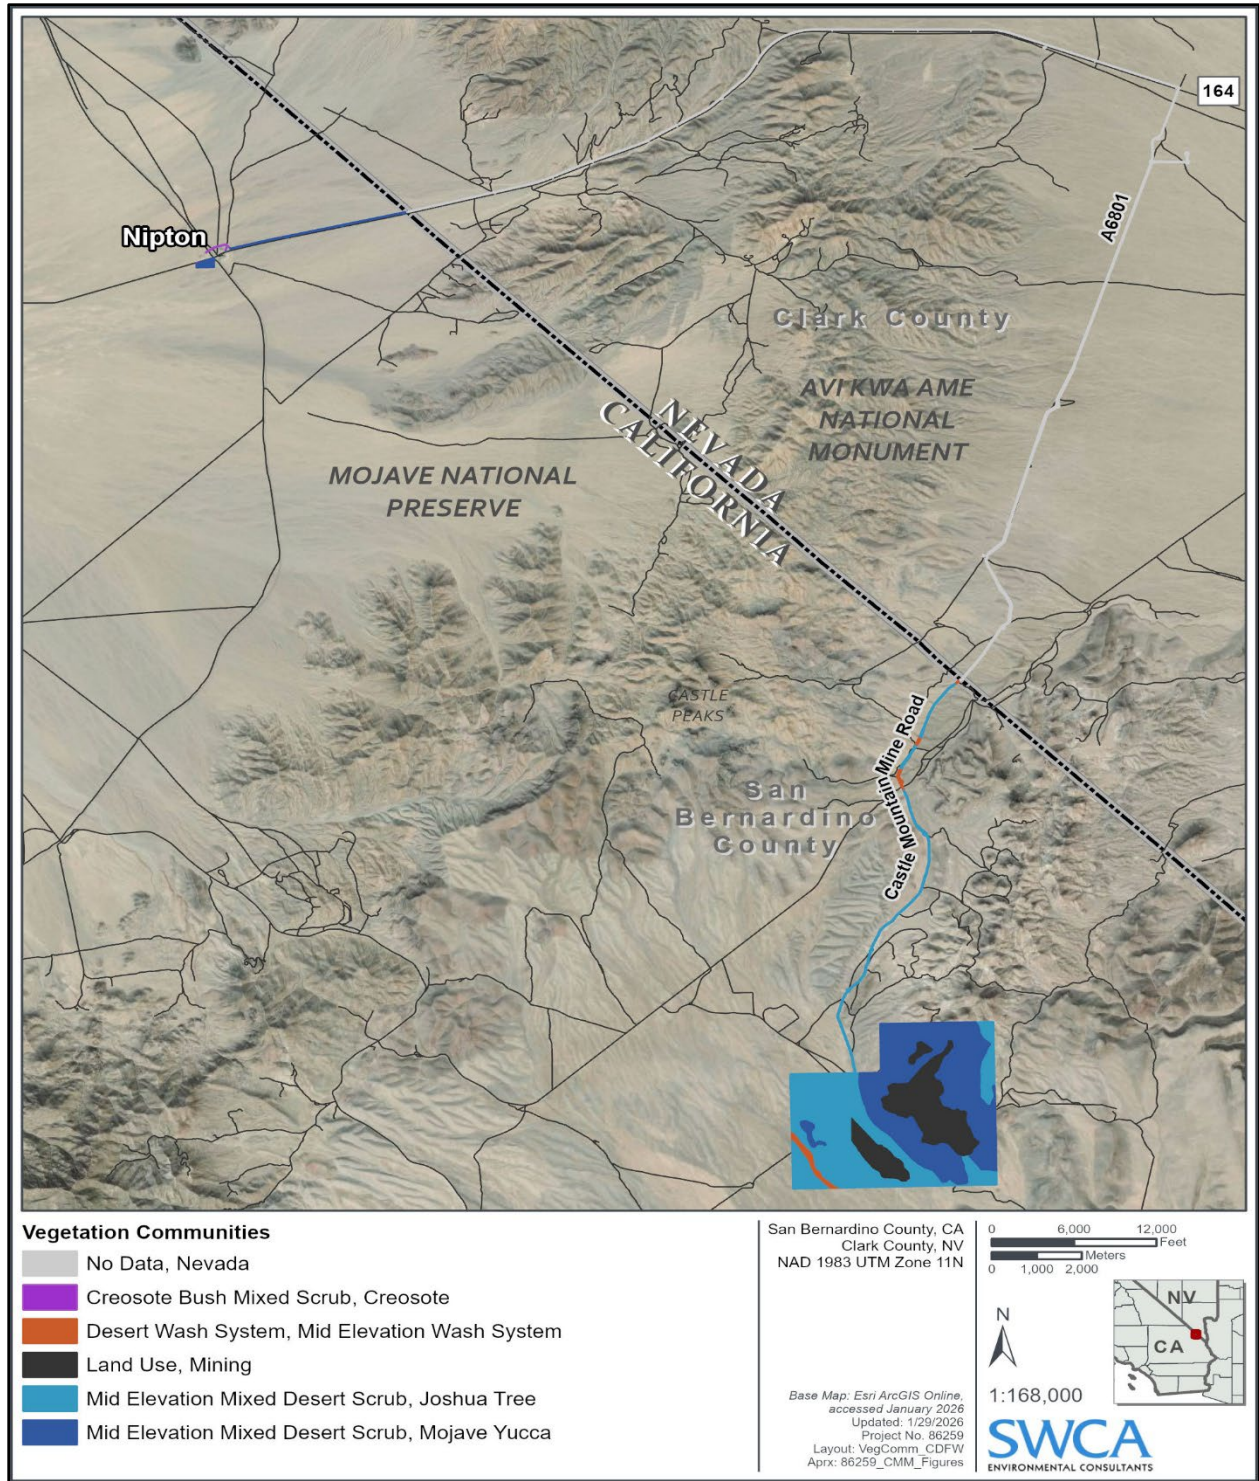 164
A6801
Nipton
Clark County
AVI KWA AME
NATIONAL
MONUMENT
NEVADA
CALIFORNIA
MOJAVE NATIONAL
PRESERVE
CASTLE
PEAKS
Castle Mountain Mine Road
San
Bernardino
County
Vegetation Communities
No Data, Nevada
Creosote Bush Mixed Scrub, Creosote
Desert Wash System, Mid Elevation Wash System
Land Use, Mining
Mid Elevation Mixed Desert Scrub, Joshua Tree
Mid Elevation Mixed Desert Scrub, Mojave Yucca
San Bernardino County, CA
Clark County, NV
NAD 1983 UTM Zone 11N
Base Map: Esri ArcGIS Online,
accessed January 2026
Updated: 1/29/2026
Project No. 86259
Layout: VegComm_CDFW
Aprx: 86259_CMM_Figures
0 6,000 12,000
Feet
Meters
0 1,000 2,000
N
1:168,000
NV
CA
SWCA
ENVIRONMENTAL CONSULTANTS